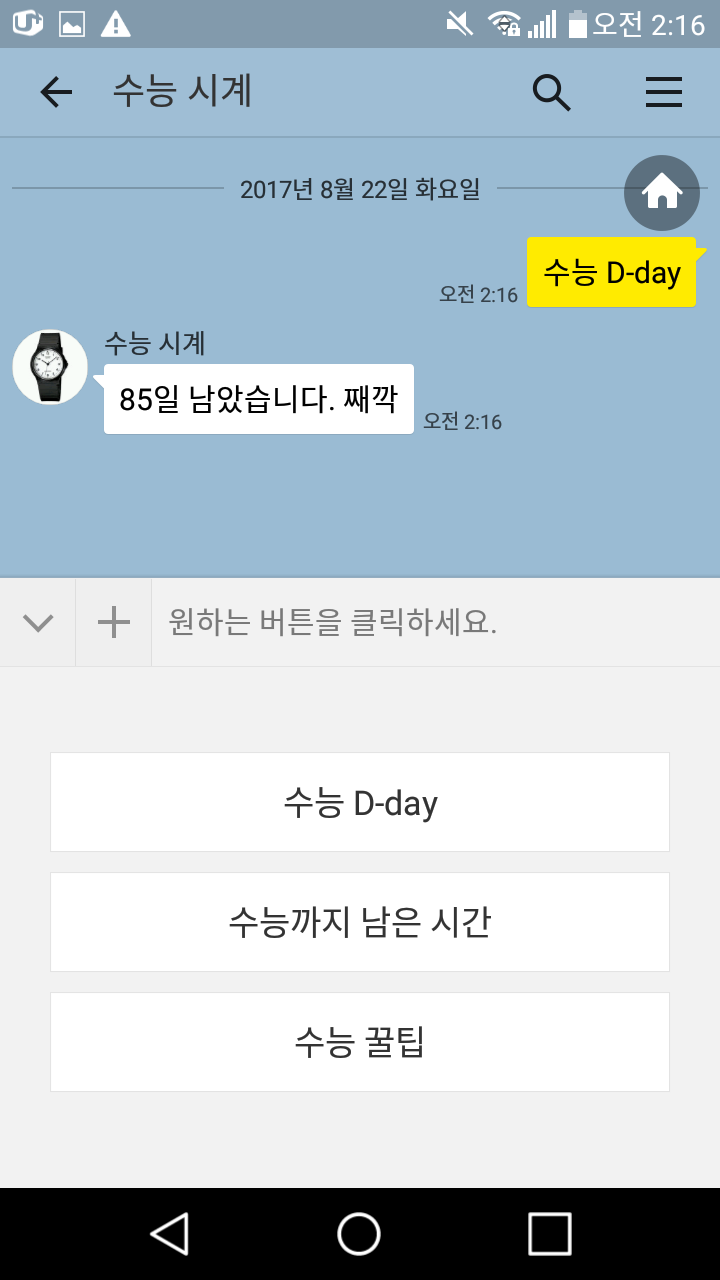 오전 2:16
수능 시계
2017년 8월 22일 화요일
수능 D-day
오전 2:16
수능 시계
85일 남았습니다. 째깍
오전 2:16
원하는 버튼을 클릭하세요.
수능 D-day
수능까지 남은 시간
수능 꿀팁